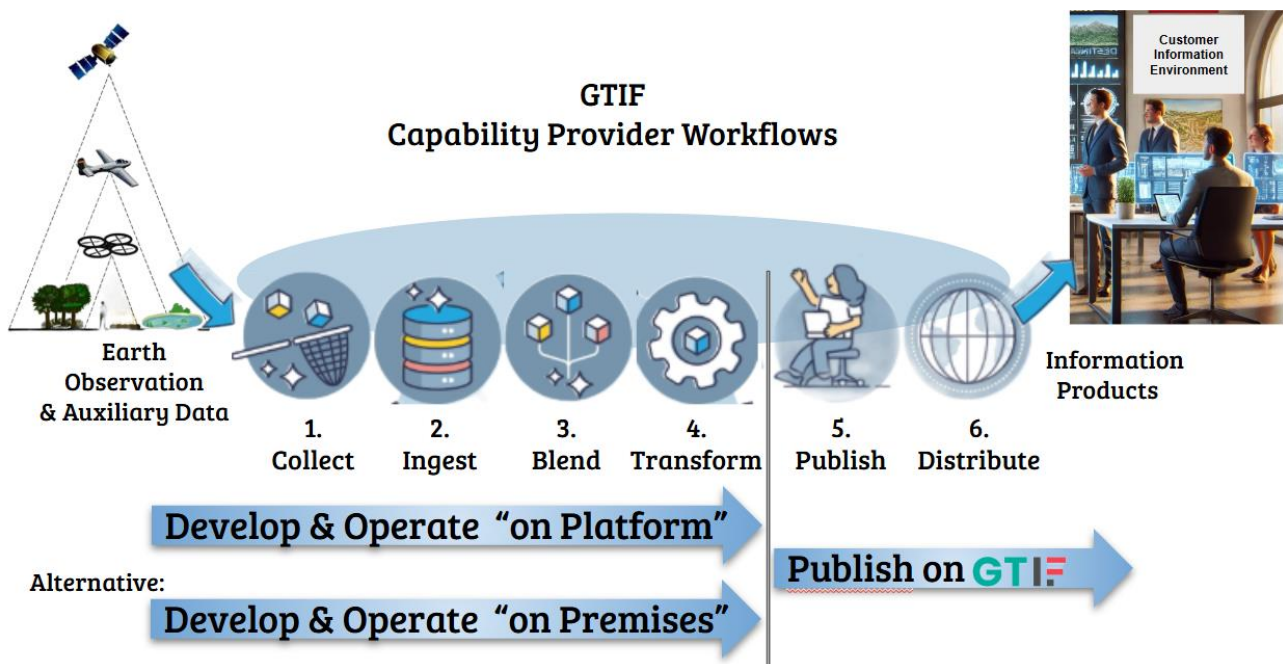 Customer
Information
Environment
GTIF
Capability Provider Workflows
Earth
Observation
& Auxiliary Data
1.
Collect
2.
Ingest
3.
Blend
4.
Transform
5.
Publish
6.
Distribute
Information
Products
Develop & Operate “on Platform”
Alternative:
Develop & Operate “on Premises”
Publish on GTIF